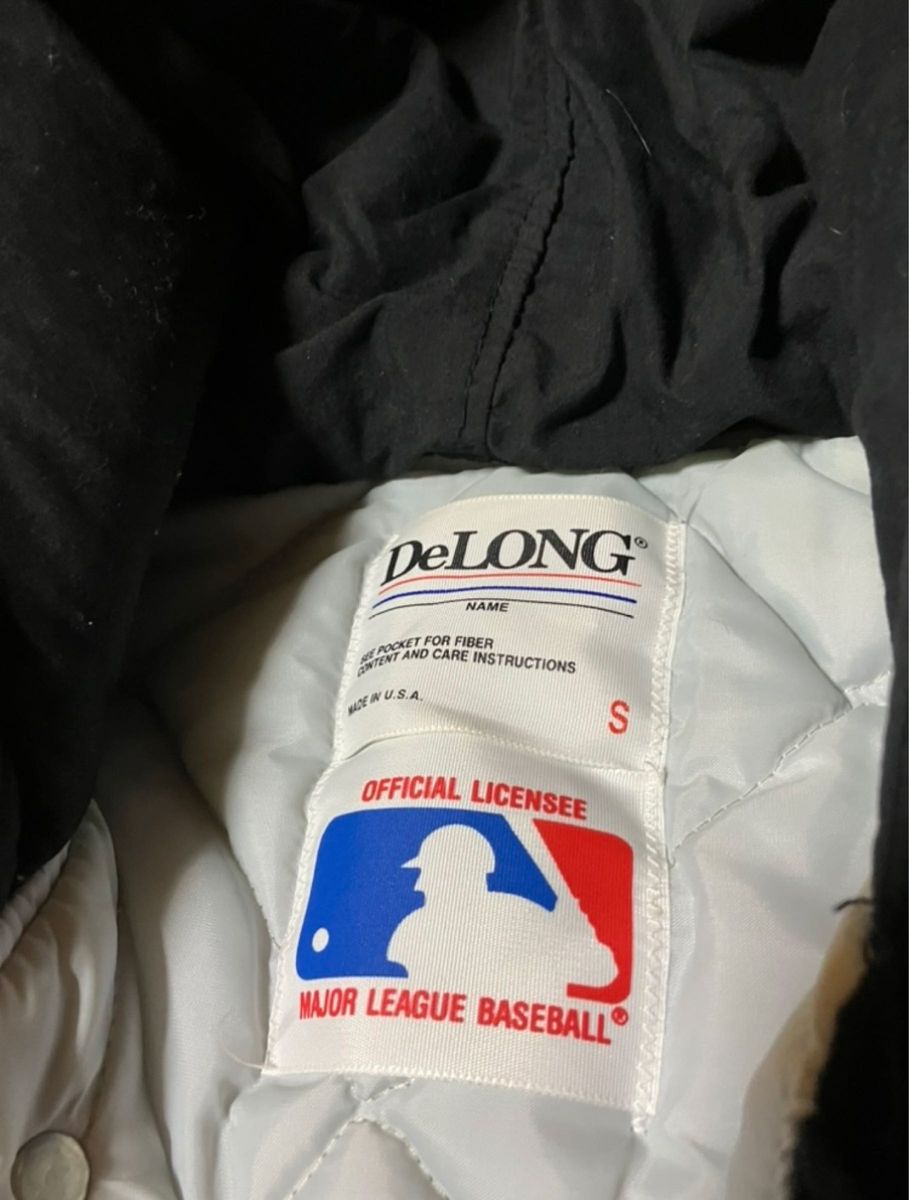 DeLONG®
NAME
SEE POCKET FOR FIBER
CONTENT AND CARE INSTRUCTIONS
MADE IN U.S.A.
S
OFFICIAL LICENSEE
MAJOR LEAGUE BASEBALL®